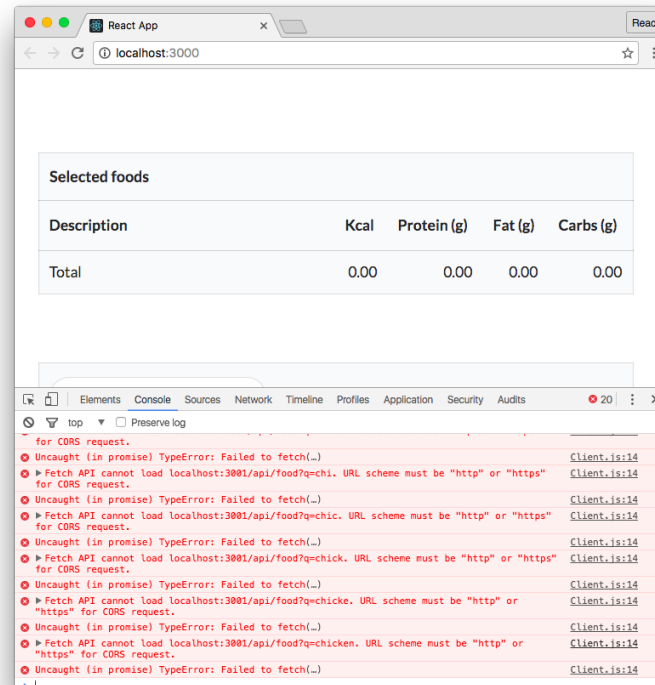 React App
Reac
localhost:3000
Selected foods
Description Kcal Protein (g) Fat (g) Carbs (g)
Total 0.00 0.00 0.00 0.00
Elements Console Sources Network Timeline Profiles Application Security Audits 20
top Preserve log
for CORS request.
Uncaught (in promise) TypeError: Failed to fetch(…) Client.js:14
Fetch API cannot load localhost:3001/api/food?q=chi. URL scheme must be "http" or "https" Client.js:14
for CORS request.
Uncaught (in promise) TypeError: Failed to fetch(…) Client.js:14
Fetch API cannot load localhost:3001/api/food?q=chic. URL scheme must be "http" or "https" Client.js:14
for CORS request.
Uncaught (in promise) TypeError: Failed to fetch(…) Client.js:14
Fetch API cannot load localhost:3001/api/food?q=chick. URL scheme must be "http" or "https" Client.js:14
for CORS request.
Uncaught (in promise) TypeError: Failed to fetch(…) Client.js:14
Fetch API cannot load localhost:3001/api/food?q=chicke. URL scheme must be "http" or Client.js:14
"https" for CORS request.
Uncaught (in promise) TypeError: Failed to fetch(…) Client.js:14
Fetch API cannot load localhost:3001/api/food?q=chicken. URL scheme must be "http" or Client.js:14
"https" for CORS request.
Uncaught (in promise) TypeError: Failed to fetch(…) Client.js:14